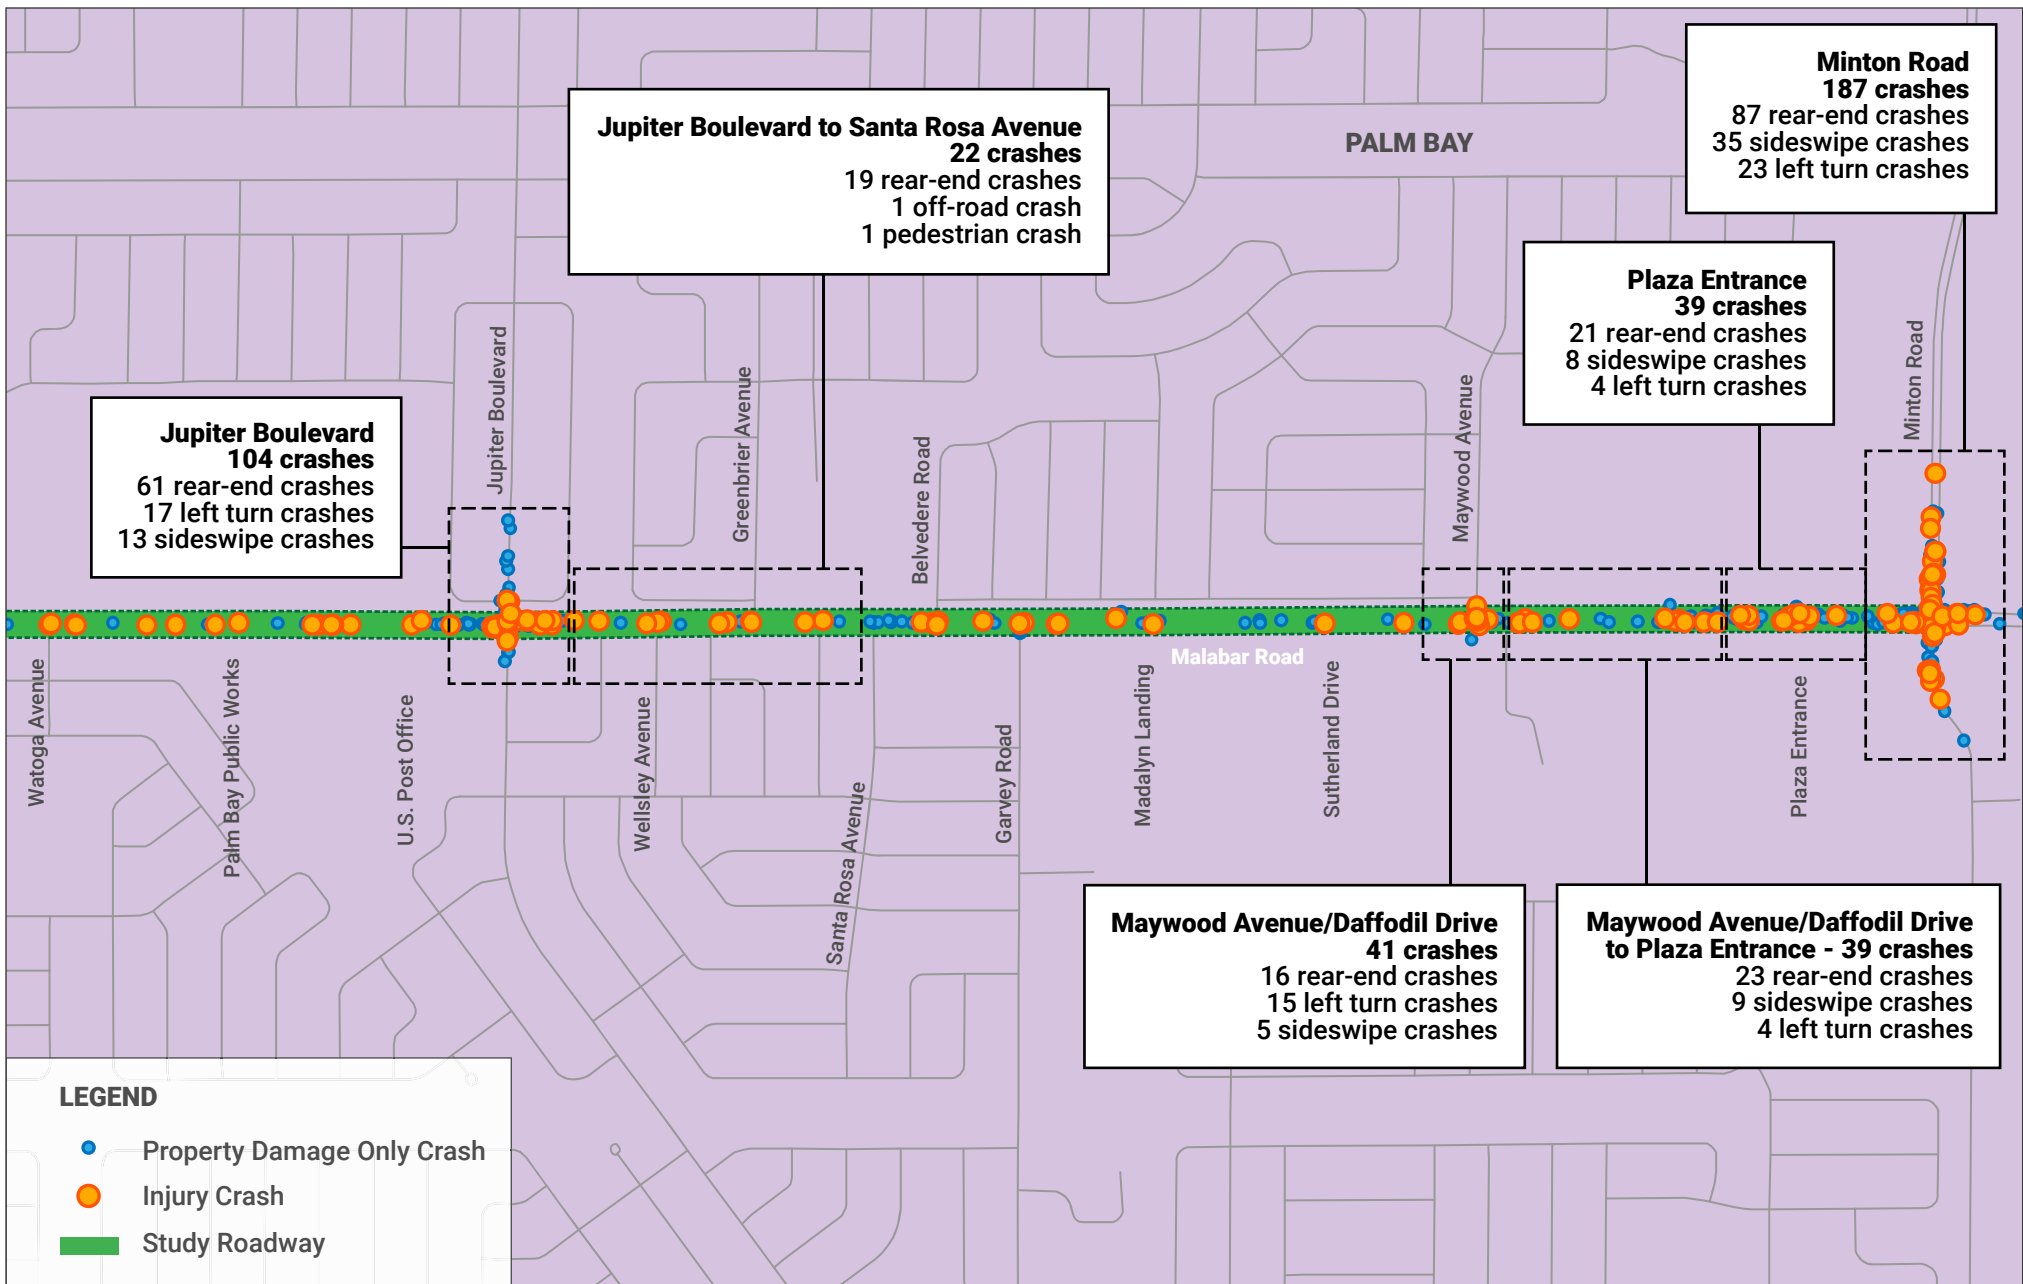 Minton Road
187 crashes
87 rear-end crashes
35 sideswipe crashes
23 left turn crashes
Jupiter Boulevard to Santa Rosa Avenue
22 crashes
19 rear-end crashes
1 off-road crash
1 pedestrian crash
PALM BAY
Plaza Entrance
39 crashes
21 rear-end crashes
8 sideswipe crashes
4 left turn crashes
Jupiter Boulevard
104 crashes
61 rear-end crashes
17 left turn crashes
13 sideswipe crashes
Jupiter Boulevard
Greenbrier Avenue
Belvedere Road
Maywood Avenue
Minton Road
Malabar Road
Watoga Avenue
Palm Bay Public Works
U.S. Post Office
Wellsley Avenue
Santa Rosa Avenue
Garvey Road
Madalyn Landing
Sutherland Drive
Plaza Entrance
Maywood Avenue/Daffodil Drive
41 crashes
16 rear-end crashes
15 left turn crashes
5 sideswipe crashes
Maywood Avenue/Daffodil Drive
to Plaza Entrance - 39 crashes
23 rear-end crashes
9 sideswipe crashes
4 left turn crashes
LEGEND
Property Damage Only Crash
Injury Crash
Study Roadway